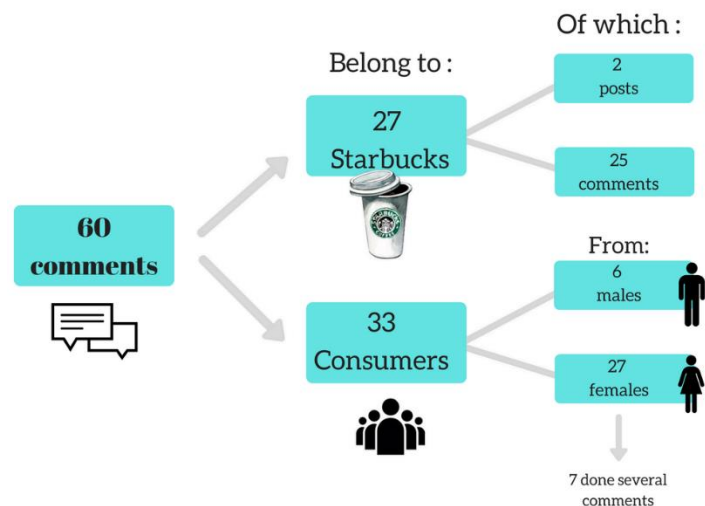 Of which :
Belong to :
2
posts
27
Starbucks
25
comments
60
comments
From:
6
males
33
Consumers
27
females
7 done several
comments